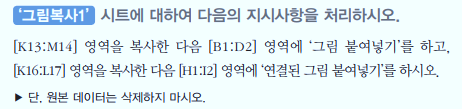 '그림복사1' 시트에 대하여 다음의 지시사항을 처리하시오.
[K13:M14] 영역을 복사한 다음 [B1:D2] 영역에 '그림 붙여넣기'를 하고,
[K16:L17] 영역을 복사한 다음 [H1:I2] 영역에 '연결된 그림 붙여넣기'를 하시오.
▶ 단, 원본 데이터는 삭제하지 마시오.